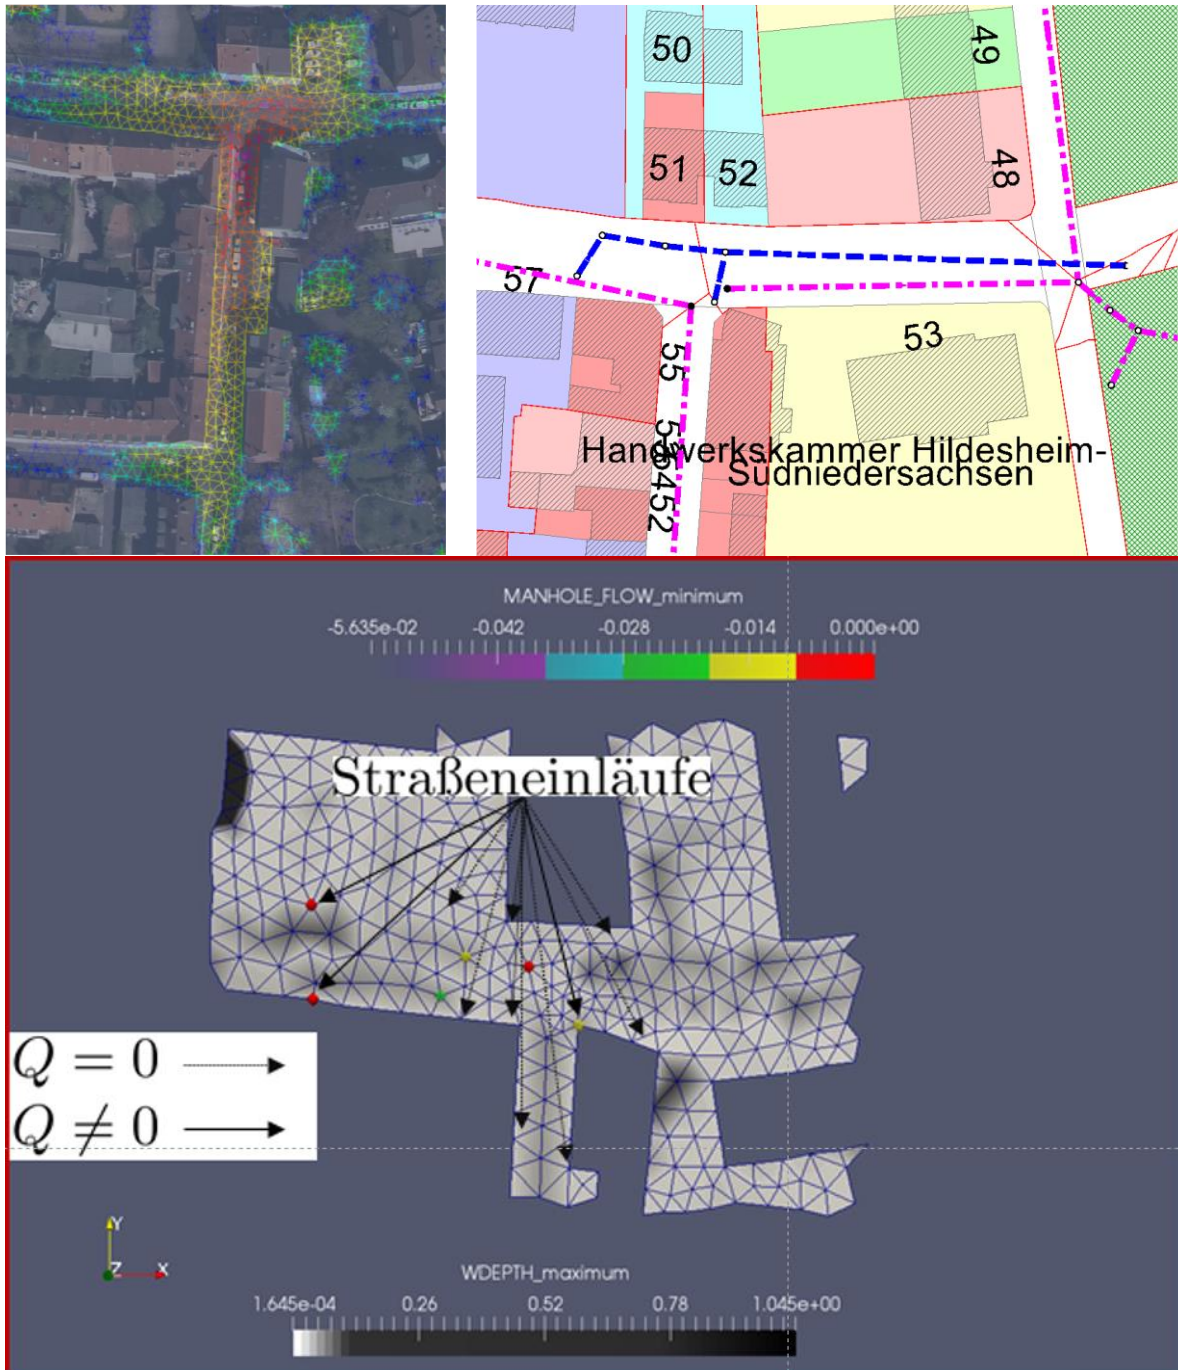 50
49
51
52
48
57
53
55
Handwerkskammer Hildesheim-
Südniedersachsen
452
MANHOLE_FLOW_minimum
-5.635e-02 -0.042 -0.028 -0.014 0.000e+00
Straßeneinläufe
Q = 0
Q ≠ 0
Y
Z X
WDEPTH_maximum
1.645e-04 0.26 0.52 0.78 1.045e+00